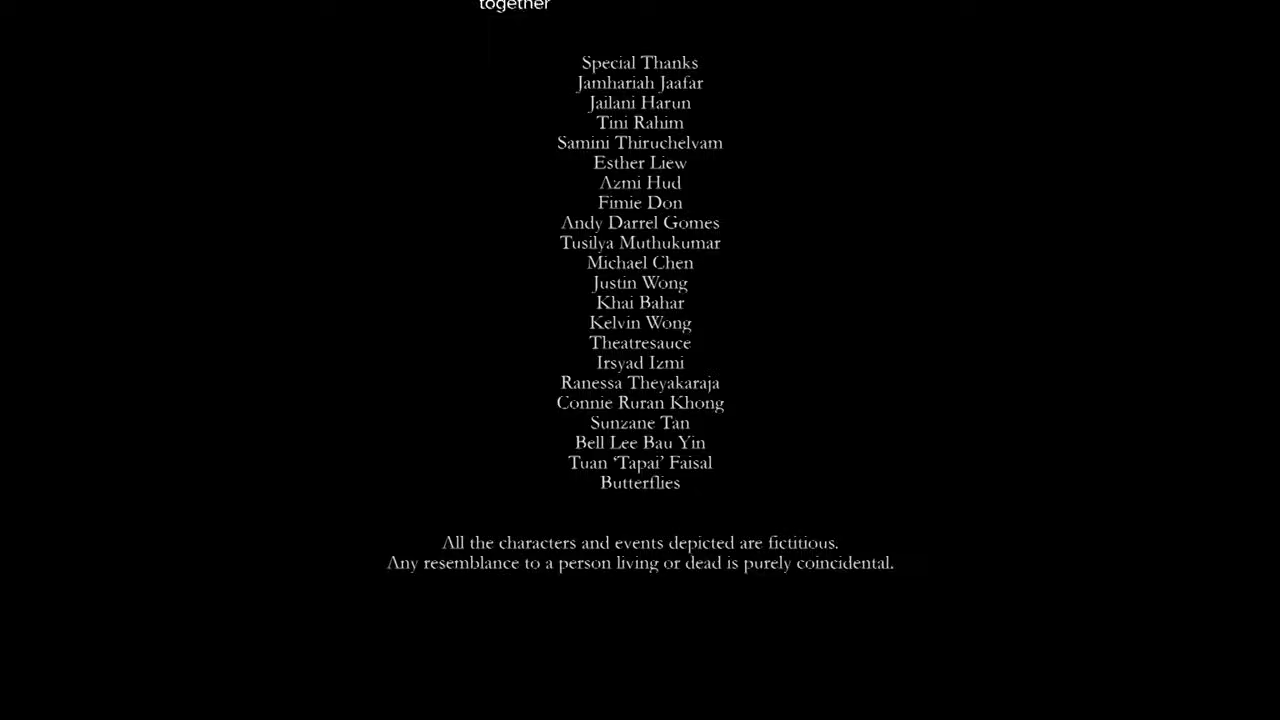 together
Special Thanks
Jamhariah Jaafar
Jailani Harun
Tini Rahim
Samini Thiruchelvam
Esther Liew
Azmi Hud
Fimie Don
Andy Darrel Gomes
Tusilya Muthukumar
Michael Chen
Justin Wong
Khai Bahar
Kelvin Wong
Theatresauce
Irsyad Izmi
Ranessa Theyakaraja
Connie Ruran Khong
Sunzane Tan
Bell Lee Bau Yin
Tuan ‘Tapai’ Faisal
Butterflies
All the characters and events depicted are fictitious.
Any resemblance to a person living or dead is purely coincidental.